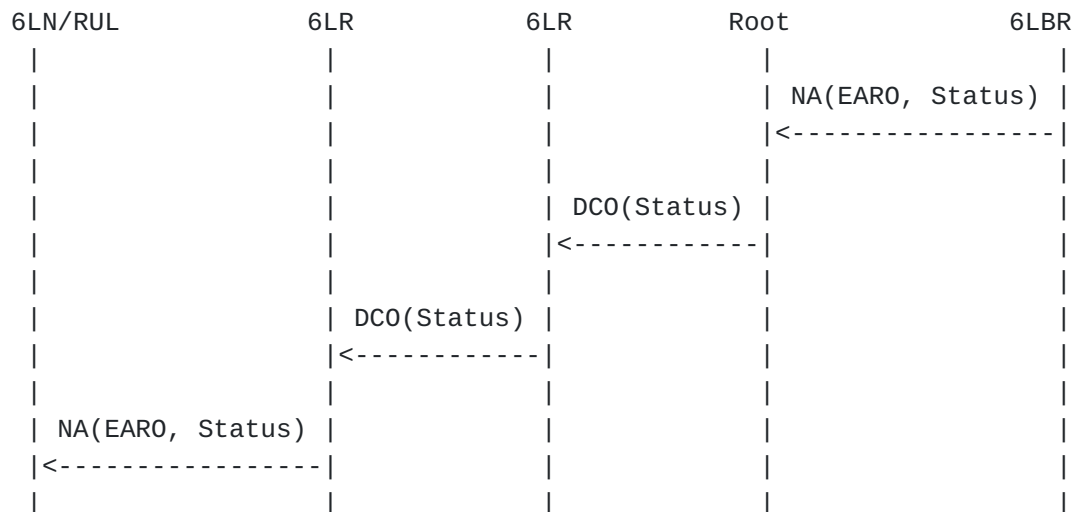 6LN/RUL 6LR 6LR Root 6LBR
NA(EARO, Status)
DCO(Status)
DCO(Status)
NA(EARO, Status)